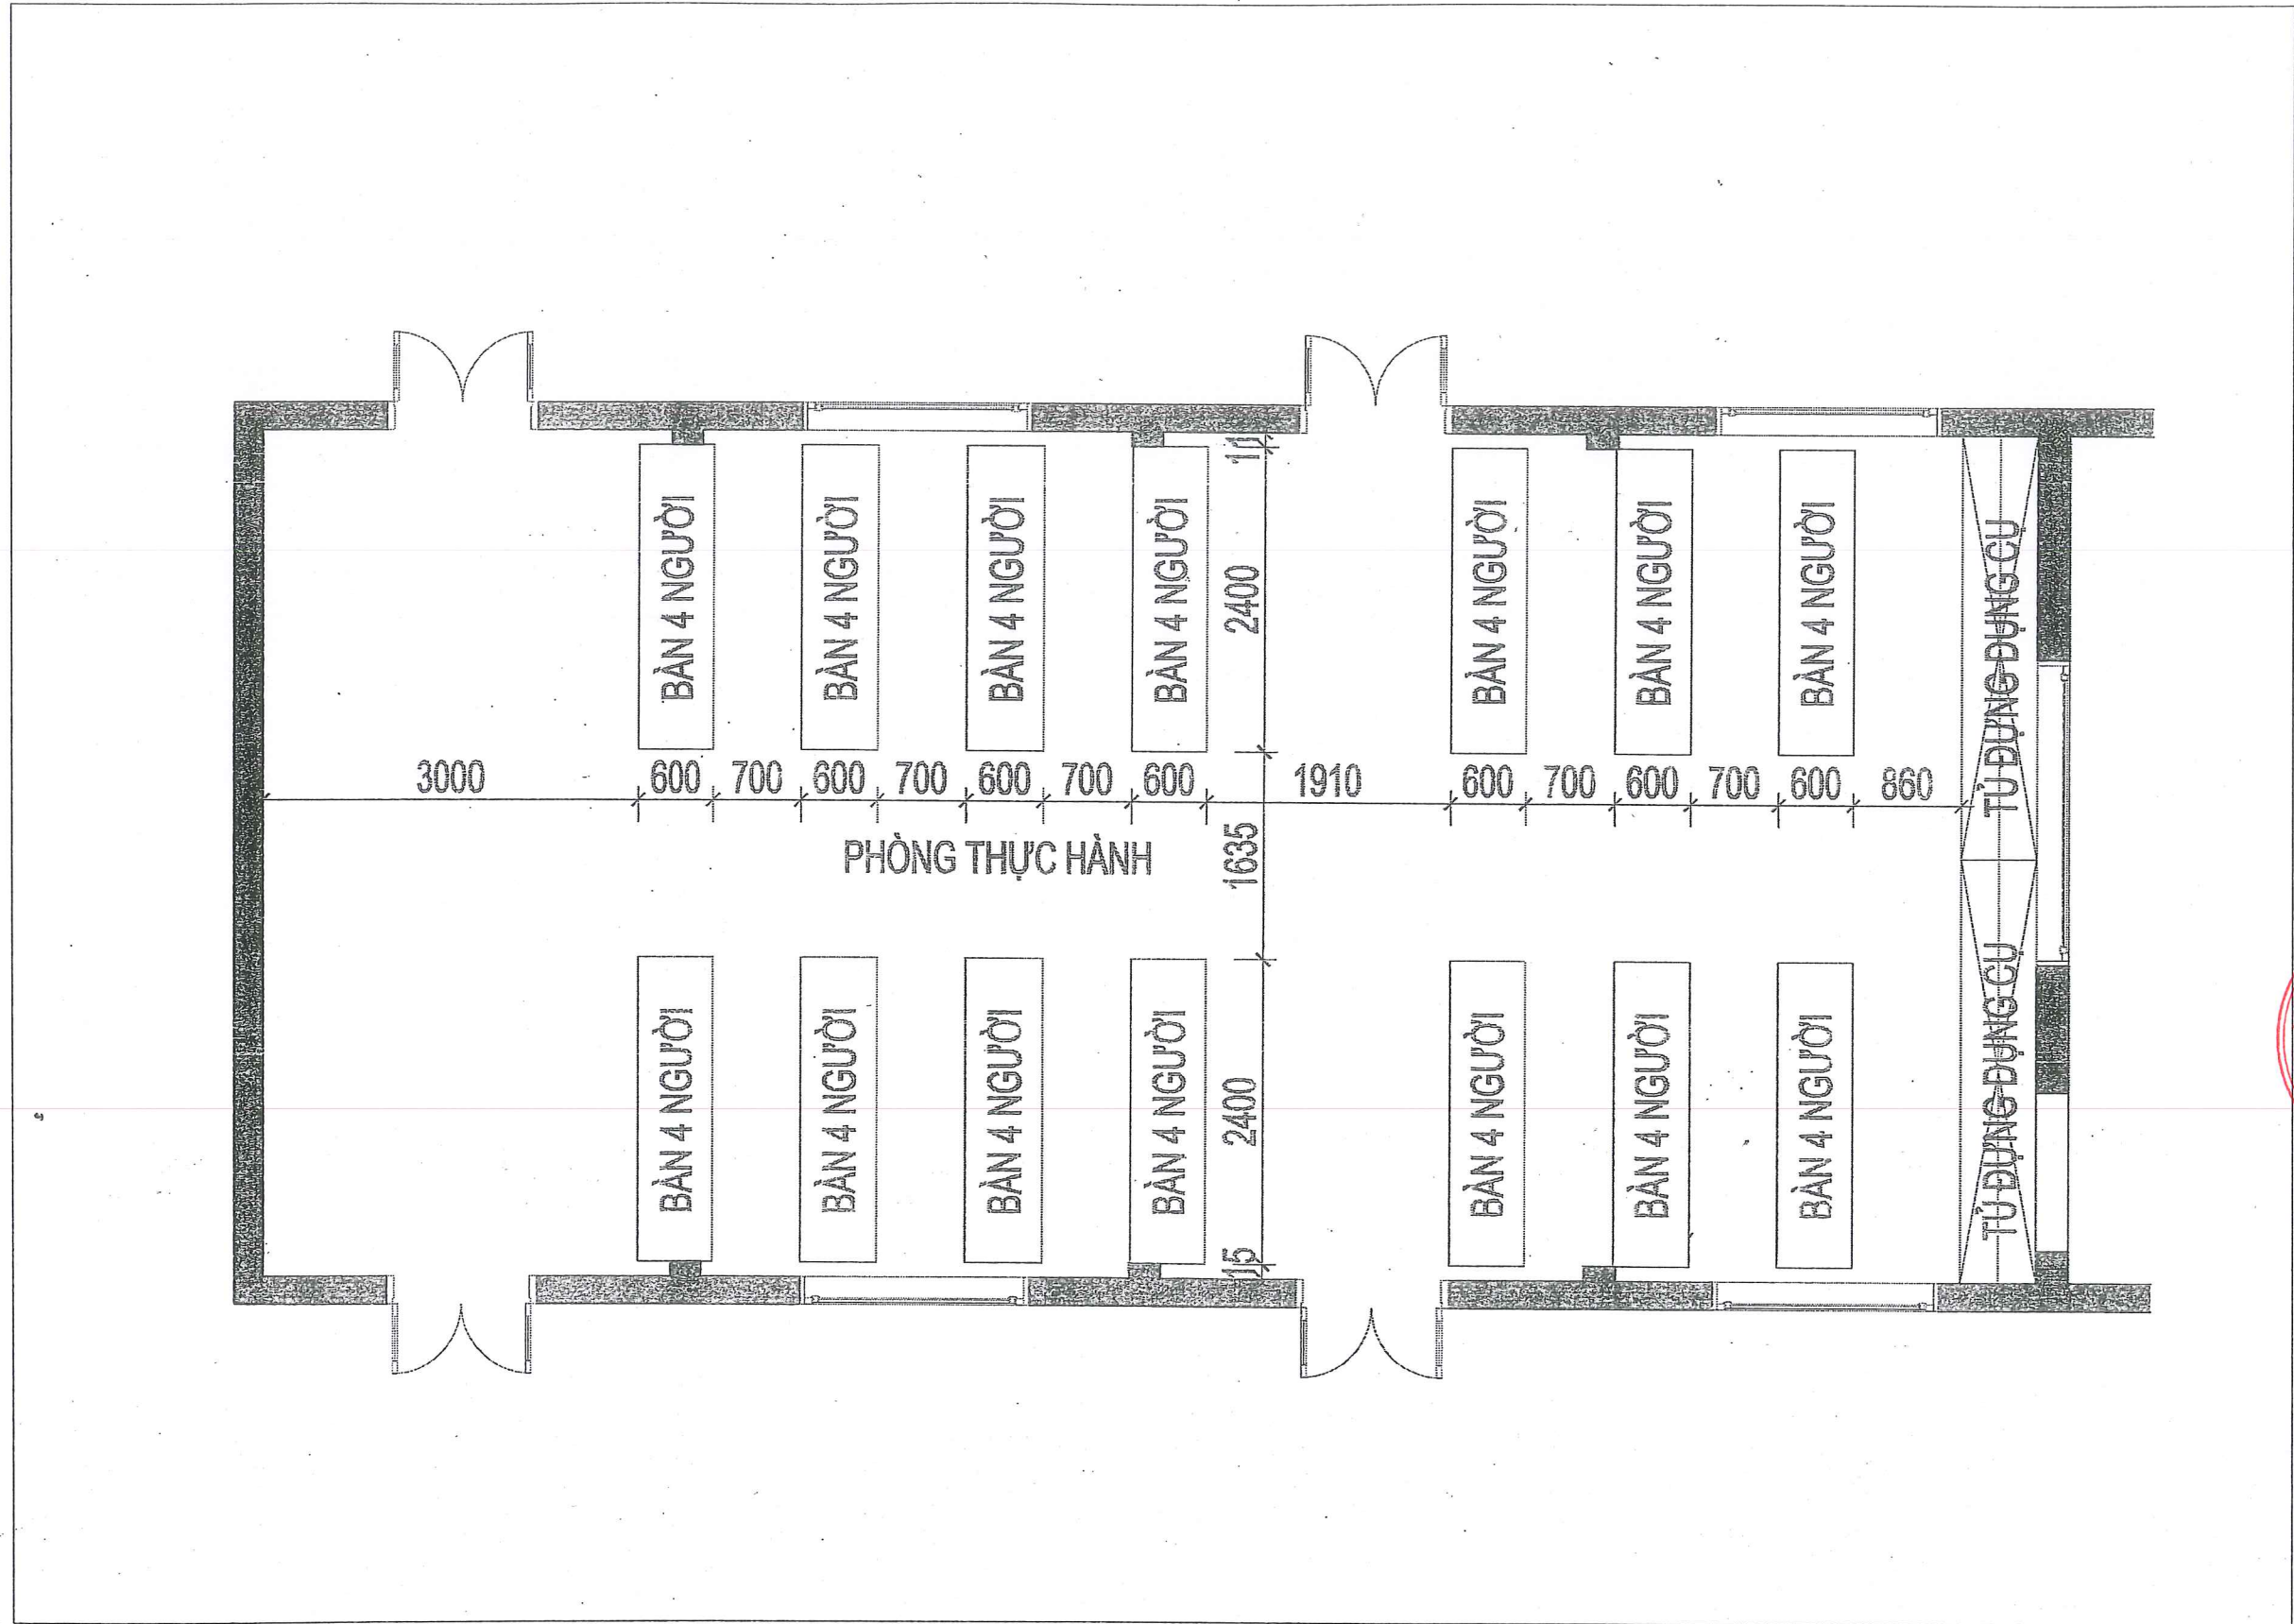 BÀN 4 NGƯỜI
BÀN 4 NGƯỜI
BÀN 4 NGƯỜI
BÀN 4 NGƯỜI
BÀN 4 NGƯỜI
BÀN 4 NGƯỜI
BÀN 4 NGƯỜI
TỦ ĐỰNG DỤNG CỤ
2400
3000 600 700 600 700 600 700 600 1910 600 700 600 700 600 860
PHÒNG THỰC HÀNH
1635
BÀN 4 NGƯỜI
BÀN 4 NGƯỜI
BÀN 4 NGƯỜI
BÀN 4 NGƯỜI
BÀN 4 NGƯỜI
BÀN 4 NGƯỜI
BÀN 4 NGƯỜI
TỦ ĐỰNG DỤNG CỤ
2400
15